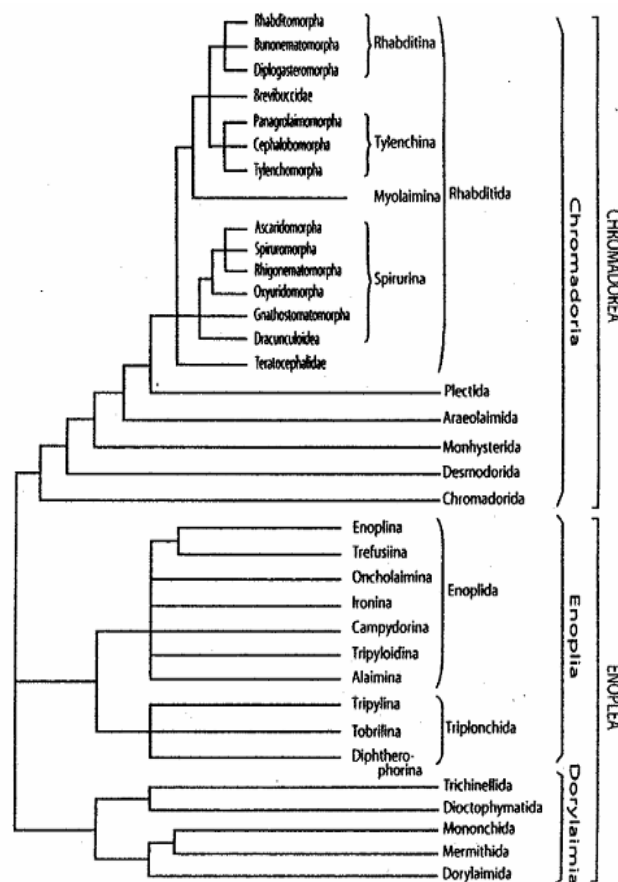 Rhabditomorpha
Bunonematomorpha
Rhabditina
Diplogasteromorpha
Brevibuccidae
Panagrolaimomorpha
Cephalobomorpha
Tylenchina
Tylenchomorpha
Myolaimina
Rhabditida
Ascaridomorpha
Spiruromorpha
Rhigonematomorpha
Spirurina
Oxyuridomorpha
Gnathostomatomorpha
Dracunculoidea
Teratocephalidae
Plectida
Araeolaimida
Monhysterida
Desmodorida
Chromadorida
Chromadoria
CHROMADOREA
Enoplina
Trefusiina
Oncholaimina
Ironina
Enoplida
Campydorina
Tripyloidina
Alaimina
Tripylina
Tobrilina
Triplonchida
Diphthero-
phorina
Enoplia
ENOPLEA
Trichinellida
Dioctophymatida
Mononchida
Mermithida
Dorylaimida
Dorylaimia